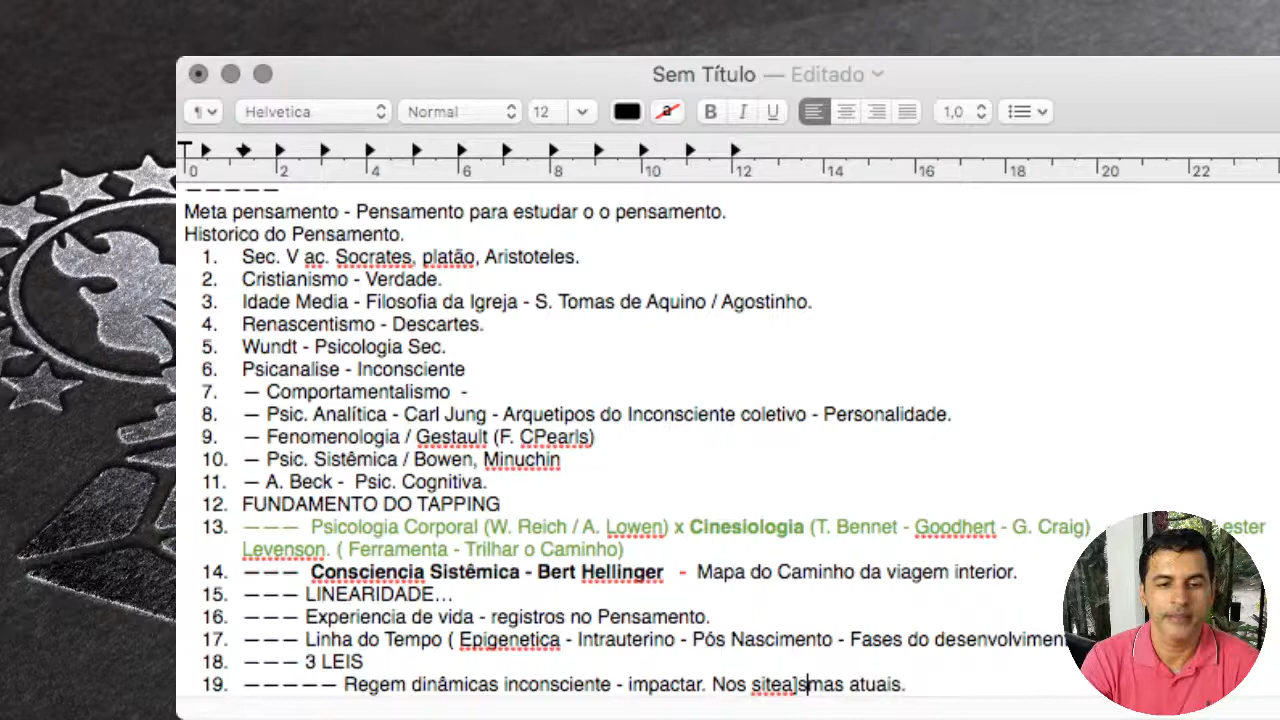 Sem Título — Editado
¶ Helvetica Normal 12 a B I U 1,0
0 2 4 6 8 10 12 14 16 18 20 22
–––––
Meta pensamento - Pensamento para estudar o o pensamento.
Historico do Pensamento.
1. Sec. V ac. Socrates, platão, Aristoteles.
2. Cristianismo - Verdade.
3. Idade Media - Filosofia da Igreja - S. Tomas de Aquino / Agostinho.
4. Renascentismo - Descartes.
5. Wundt - Psicologia Sec.
6. Psicanalise - Inconsciente
7. — Comportamentalismo -
8. — Psic. Analítica - Carl Jung - Arquetipos do Inconsciente coletivo - Personalidade.
9. — Fenomenologia / Gestault (F. CPearls)
10. — Psic. Sistêmica / Bowen, Minuchin
11. — A. Beck - Psic. Cognitiva.
12. FUNDAMENTO DO TAPPING
13. ––– Psicologia Corporal (W. Reich / A. Lowen) x Cinesiologia (T. Bennet - Goodhert - G. Craig) ester
Levenson. ( Ferramenta - Trilhar o Caminho)
14. ––– Consciencia Sistêmica - Bert Hellinger - Mapa do Caminho da viagem interior.
15. ––– LINEARIDADE…
16. ––– Experiencia de vida - registros no Pensamento.
17. ––– Linha do Tempo ( Epigenetica - Intrauterino - Pós Nascimento - Fases do desenvolviment
18. ––– 3 LEIS
19. ––––– Regem dinâmicas inconsciente - impactar. Nos sitea]smas atuais.